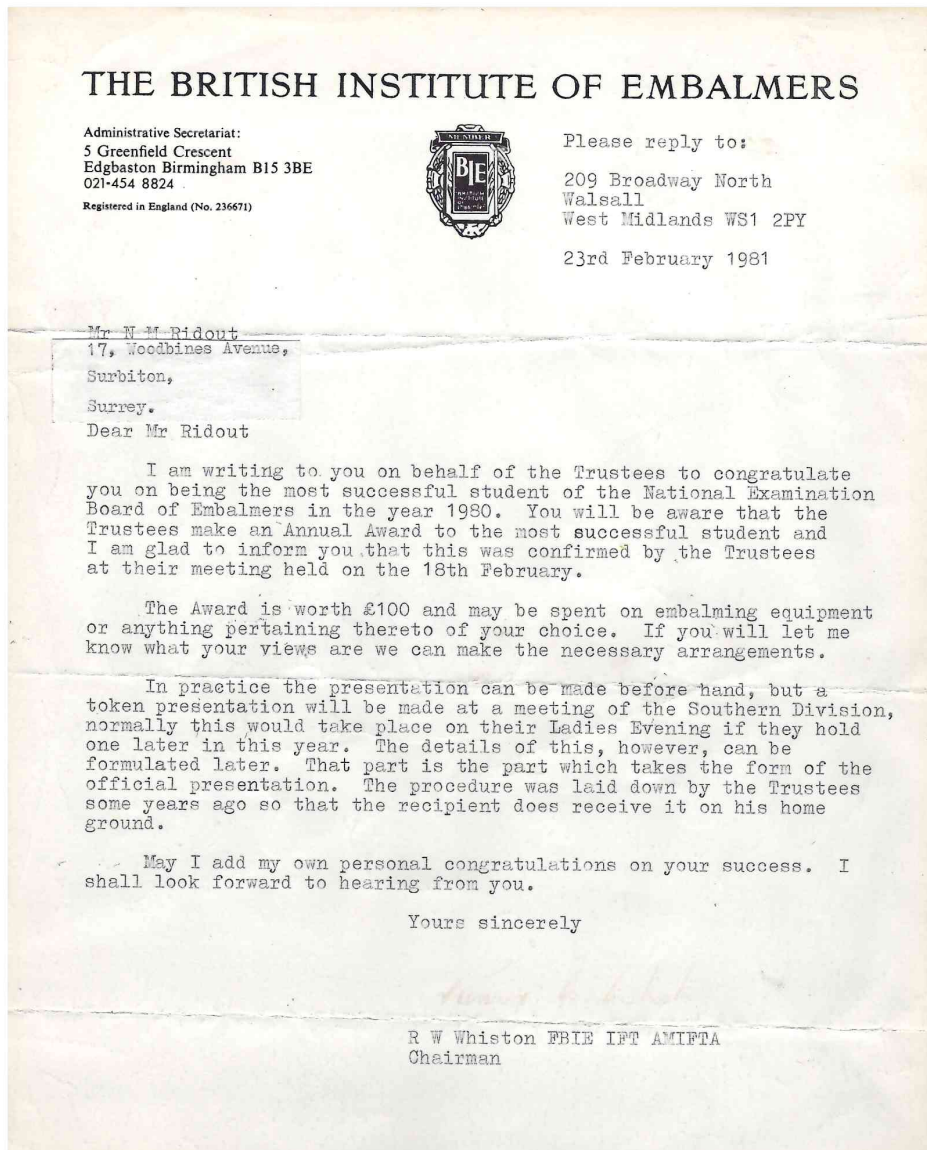 THE BRITISH INSTITUTE OF EMBALMERS
Administrative Secretariat:
5 Greenfield Crescent
Edgbaston Birmingham B15 3BE
021-454 8824
Registered in England (No. 236671)
MEMBER
BIE
Please reply to:
209 Broadway North
Walsall
West Midlands WS1 2PY
23rd February 1981
Mr N M Ridout
17, Woodbines Avenue,
Surbiton,
Surrey.
Dear Mr Ridout
I am writing to you on behalf of the Trustees to congratulate
you on being the most successful student of the National Examination
Board of Embalmers in the year 1980. You will be aware that the
Trustees make an Annual Award to the most successful student and
I am glad to inform you that this was confirmed by the Trustees
at their meeting held on the 18th February.
The Award is worth £100 and may be spent on embalming equipment
or anything pertaining thereto of your choice. If you will let me
know what your views are we can make the necessary arrangements.
In practice the presentation can be made before hand, but a
token presentation will be made at a meeting of the Southern Division,
normally this would take place on their Ladies Evening if they hold
one later in this year. The details of this, however, can be
formulated later. That part is the part which takes the form of the
official presentation. The procedure was laid down by the Trustees
some years ago so that the recipient does receive it on his home
ground.
May I add my own personal congratulations on your success. I
shall look forward to hearing from you.
Yours sincerely
R W Whiston FBIE IFT AMIFTA
Chairman